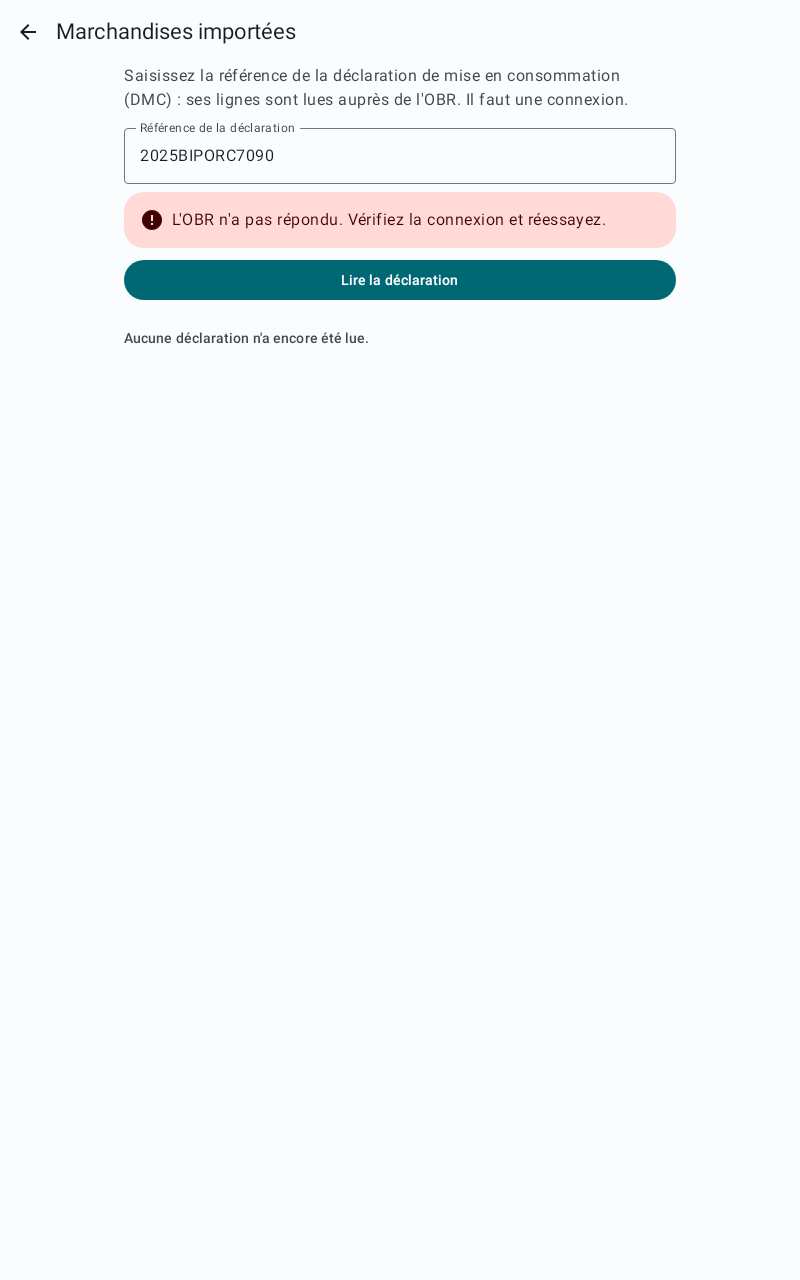 Marchandises importées
Saisissez la référence de la déclaration de mise en consommation
(DMC) : ses lignes sont lues auprès de l'OBR. Il faut une connexion.
Référence de la déclaration
2025BIPORC7090
L'OBR n'a pas répondu. Vérifiez la connexion et réessayez.
Lire la déclaration
Aucune déclaration n'a encore été lue.